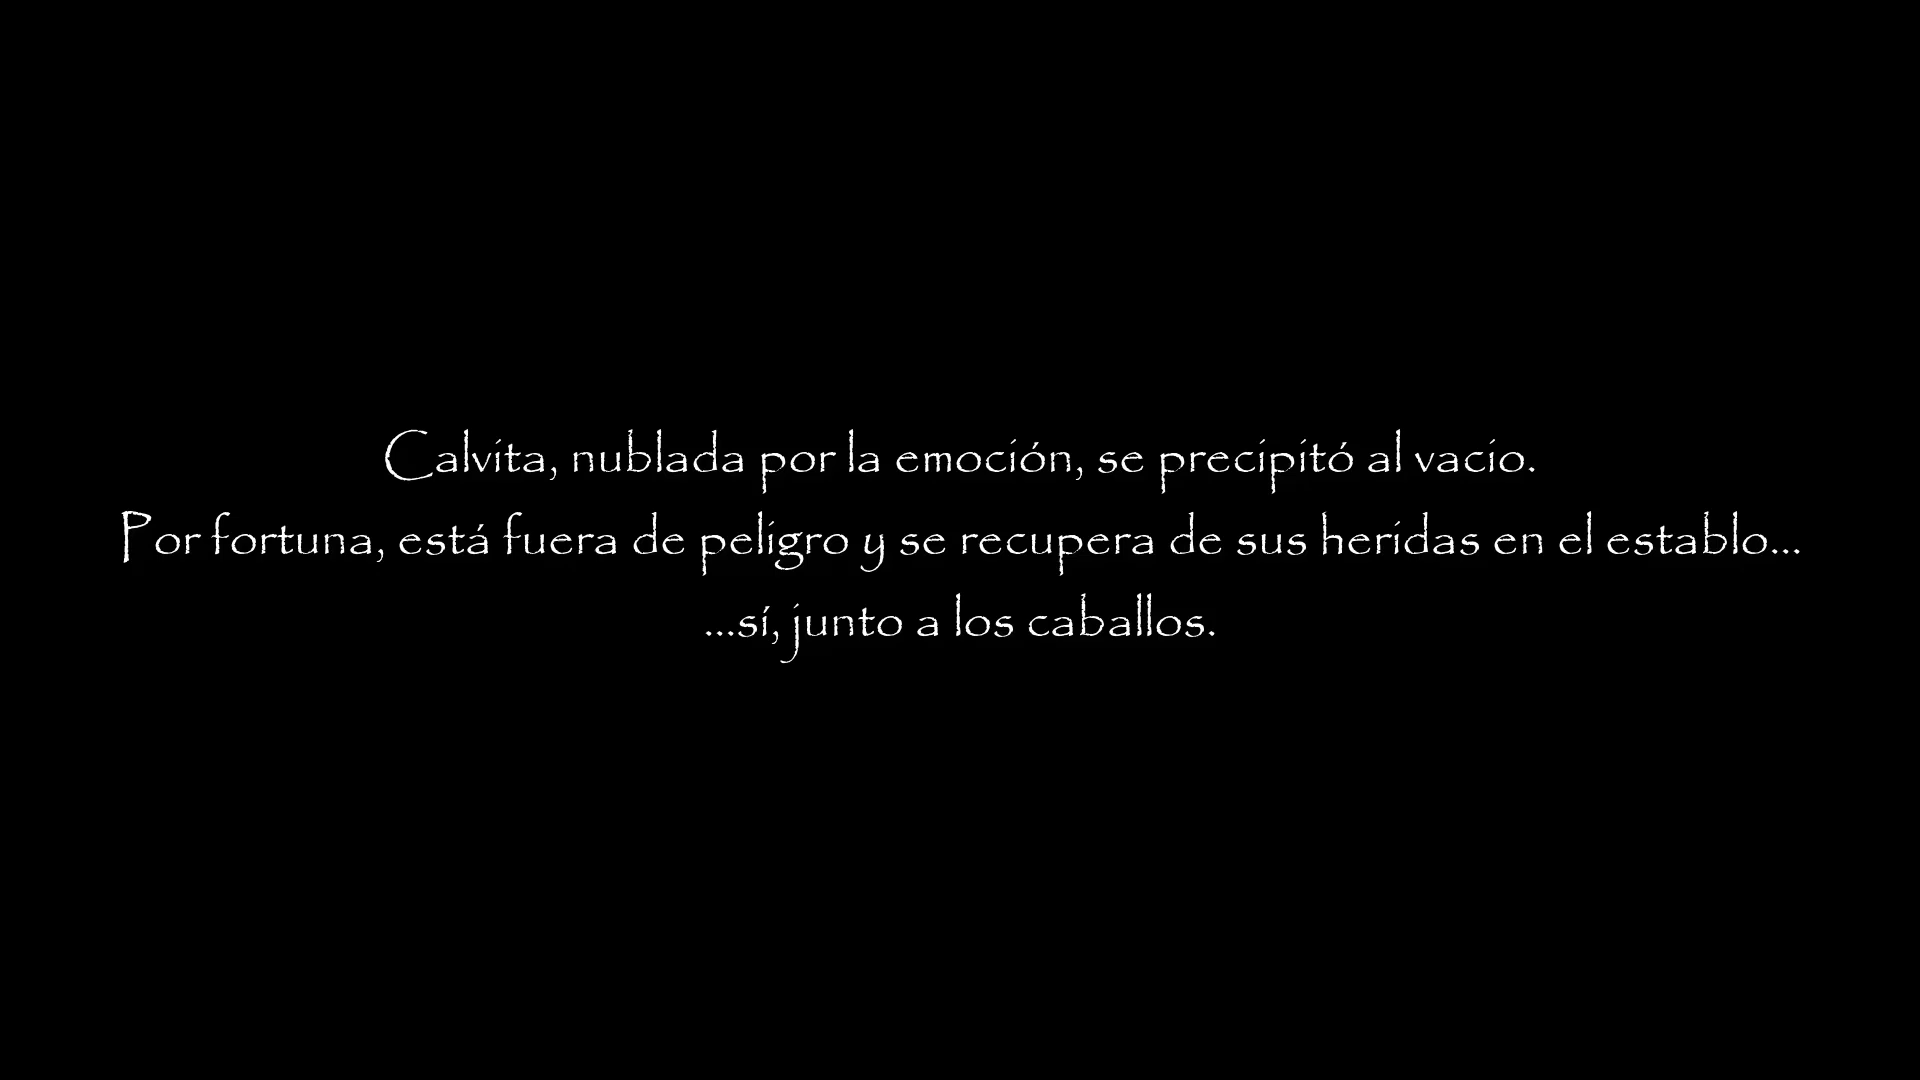 Calvita, nublada por la emoción, se precipitó al vacio.
Por fortuna, está fuera de peligro y se recupera de sus heridas en el establo...
...sí, junto a los caballos.